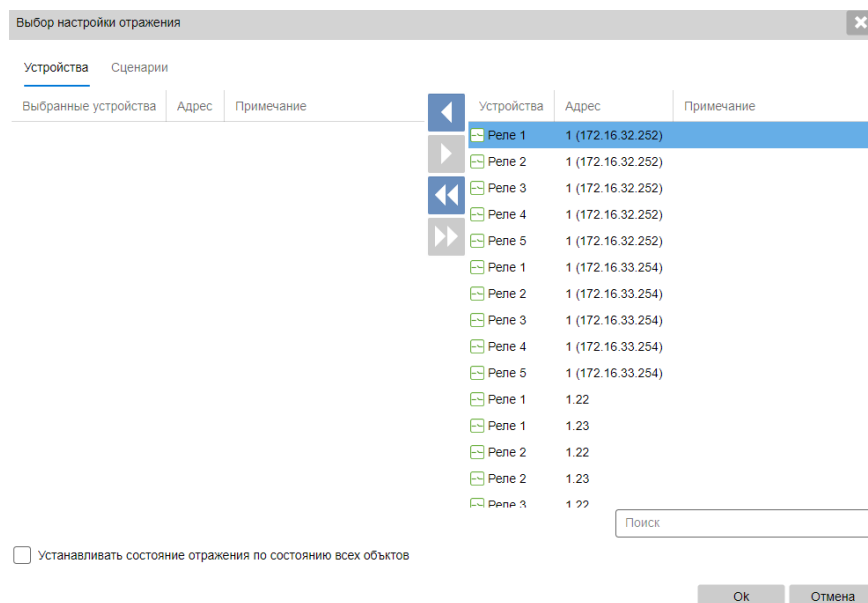 Выбор настройки отражения
Устройства Сценарии
Выбранные устройства Адрес Примечание
Устройства Адрес Примечание
Реле 1 1 (172.16.32.252)
Реле 2 1 (172.16.32.252)
Реле 3 1 (172.16.32.252)
Реле 4 1 (172.16.32.252)
Реле 5 1 (172.16.32.252)
Реле 1 1 (172.16.33.254)
Реле 2 1 (172.16.33.254)
Реле 3 1 (172.16.33.254)
Реле 4 1 (172.16.33.254)
Реле 5 1 (172.16.33.254)
Реле 1 1.22
Реле 1 1.23
Реле 2 1.22
Реле 2 1.23
Реле 3 1.22
Поиск
Устанавливать состояние отражения по состоянию всех объктов
Ok Отмена